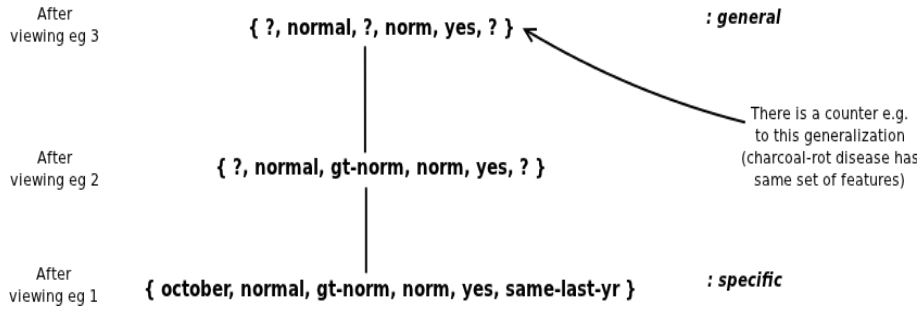 After
viewing eg 3
{ ?, normal, ?, norm, yes, ? }
: general
There is a counter e.g.
to this generalization
(charcoal-rot disease has
same set of features)
After
viewing eg 2
{ ?, normal, gt-norm, norm, yes, ? }
After
viewing eg 1
{ october, normal, gt-norm, norm, yes, same-last-yr }
: specific